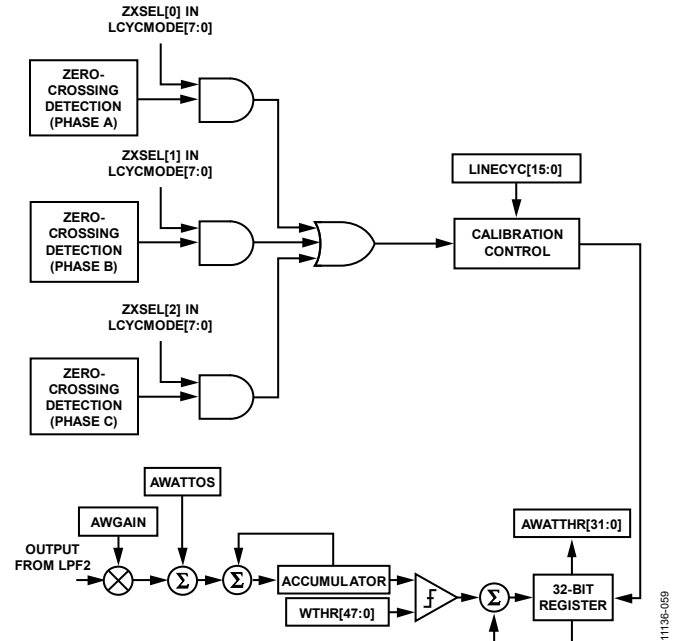 ZXSEL[0] IN
LCYCMODE[7:0]
ZERO-
CROSSING
DETECTION
(PHASE A)
ZXSEL[1] IN
LCYCMODE[7:0]
ZERO-
CROSSING
DETECTION
(PHASE B)
LINECYC[15:0]
CALIBRATION
CONTROL
ZXSEL[2] IN
LCYCMODE[7:0]
ZERO-
CROSSING
DETECTION
(PHASE C)
AWATTOS
AWGAIN
AWATTHR[31:0]
OUTPUT
FROM LPF2
Σ
Σ
ACCUMULATOR
WTHR[47:0]
Σ
32-BIT
REGISTER
11136-059